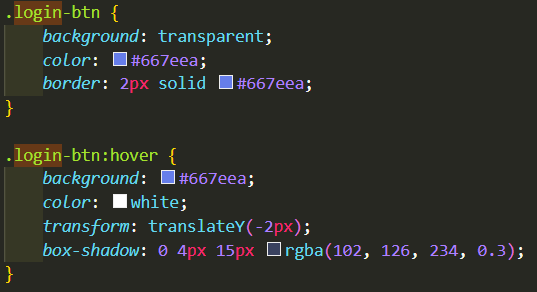 .login-btn {
    background: transparent;
    color: #667eea;
    border: 2px solid #667eea;
}

.login-btn:hover {
    background: #667eea;
    color: white;
    transform: translateY(-2px);
    box-shadow: 0 4px 15px rgba(102, 126, 234, 0.3);
}